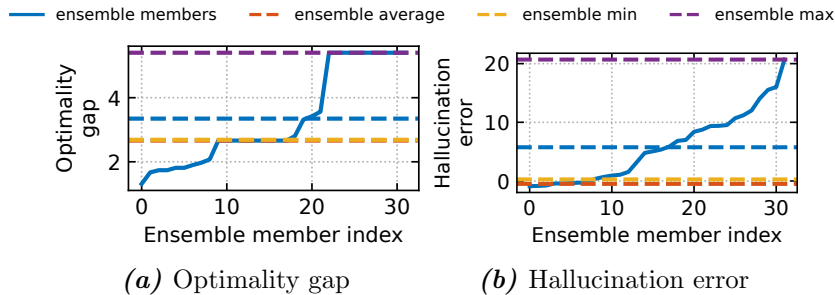 ensemble members ensemble average ensemble min ensemble max
Optimality
gap
4
2
0 10 20 30
Ensemble member index
(a) Optimality gap
Hallucination
error
20
10
0
0 10 20 30
Ensemble member index
(b) Hallucination error